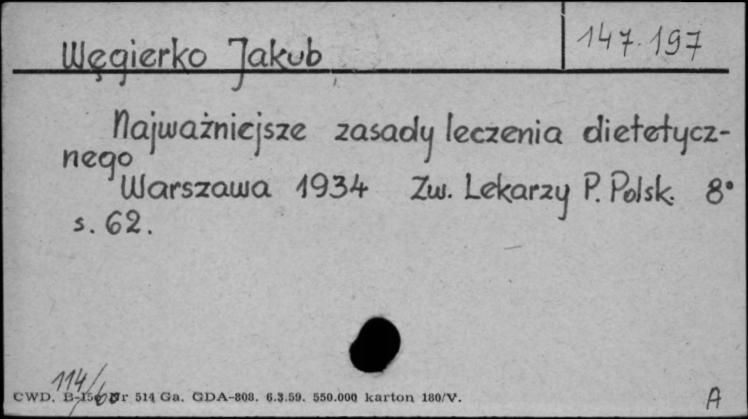 Węgierko Jakub
147.197
Najważniejsze zasady leczenia dietetycz-
nego
Warszawa 1934 Zw. Lekarzy P. Polsk. 8°
s. 62.
114/60
CWD, 514 Ga. GDA-808. 6.3.59. 550.000 karton 180/V.
A